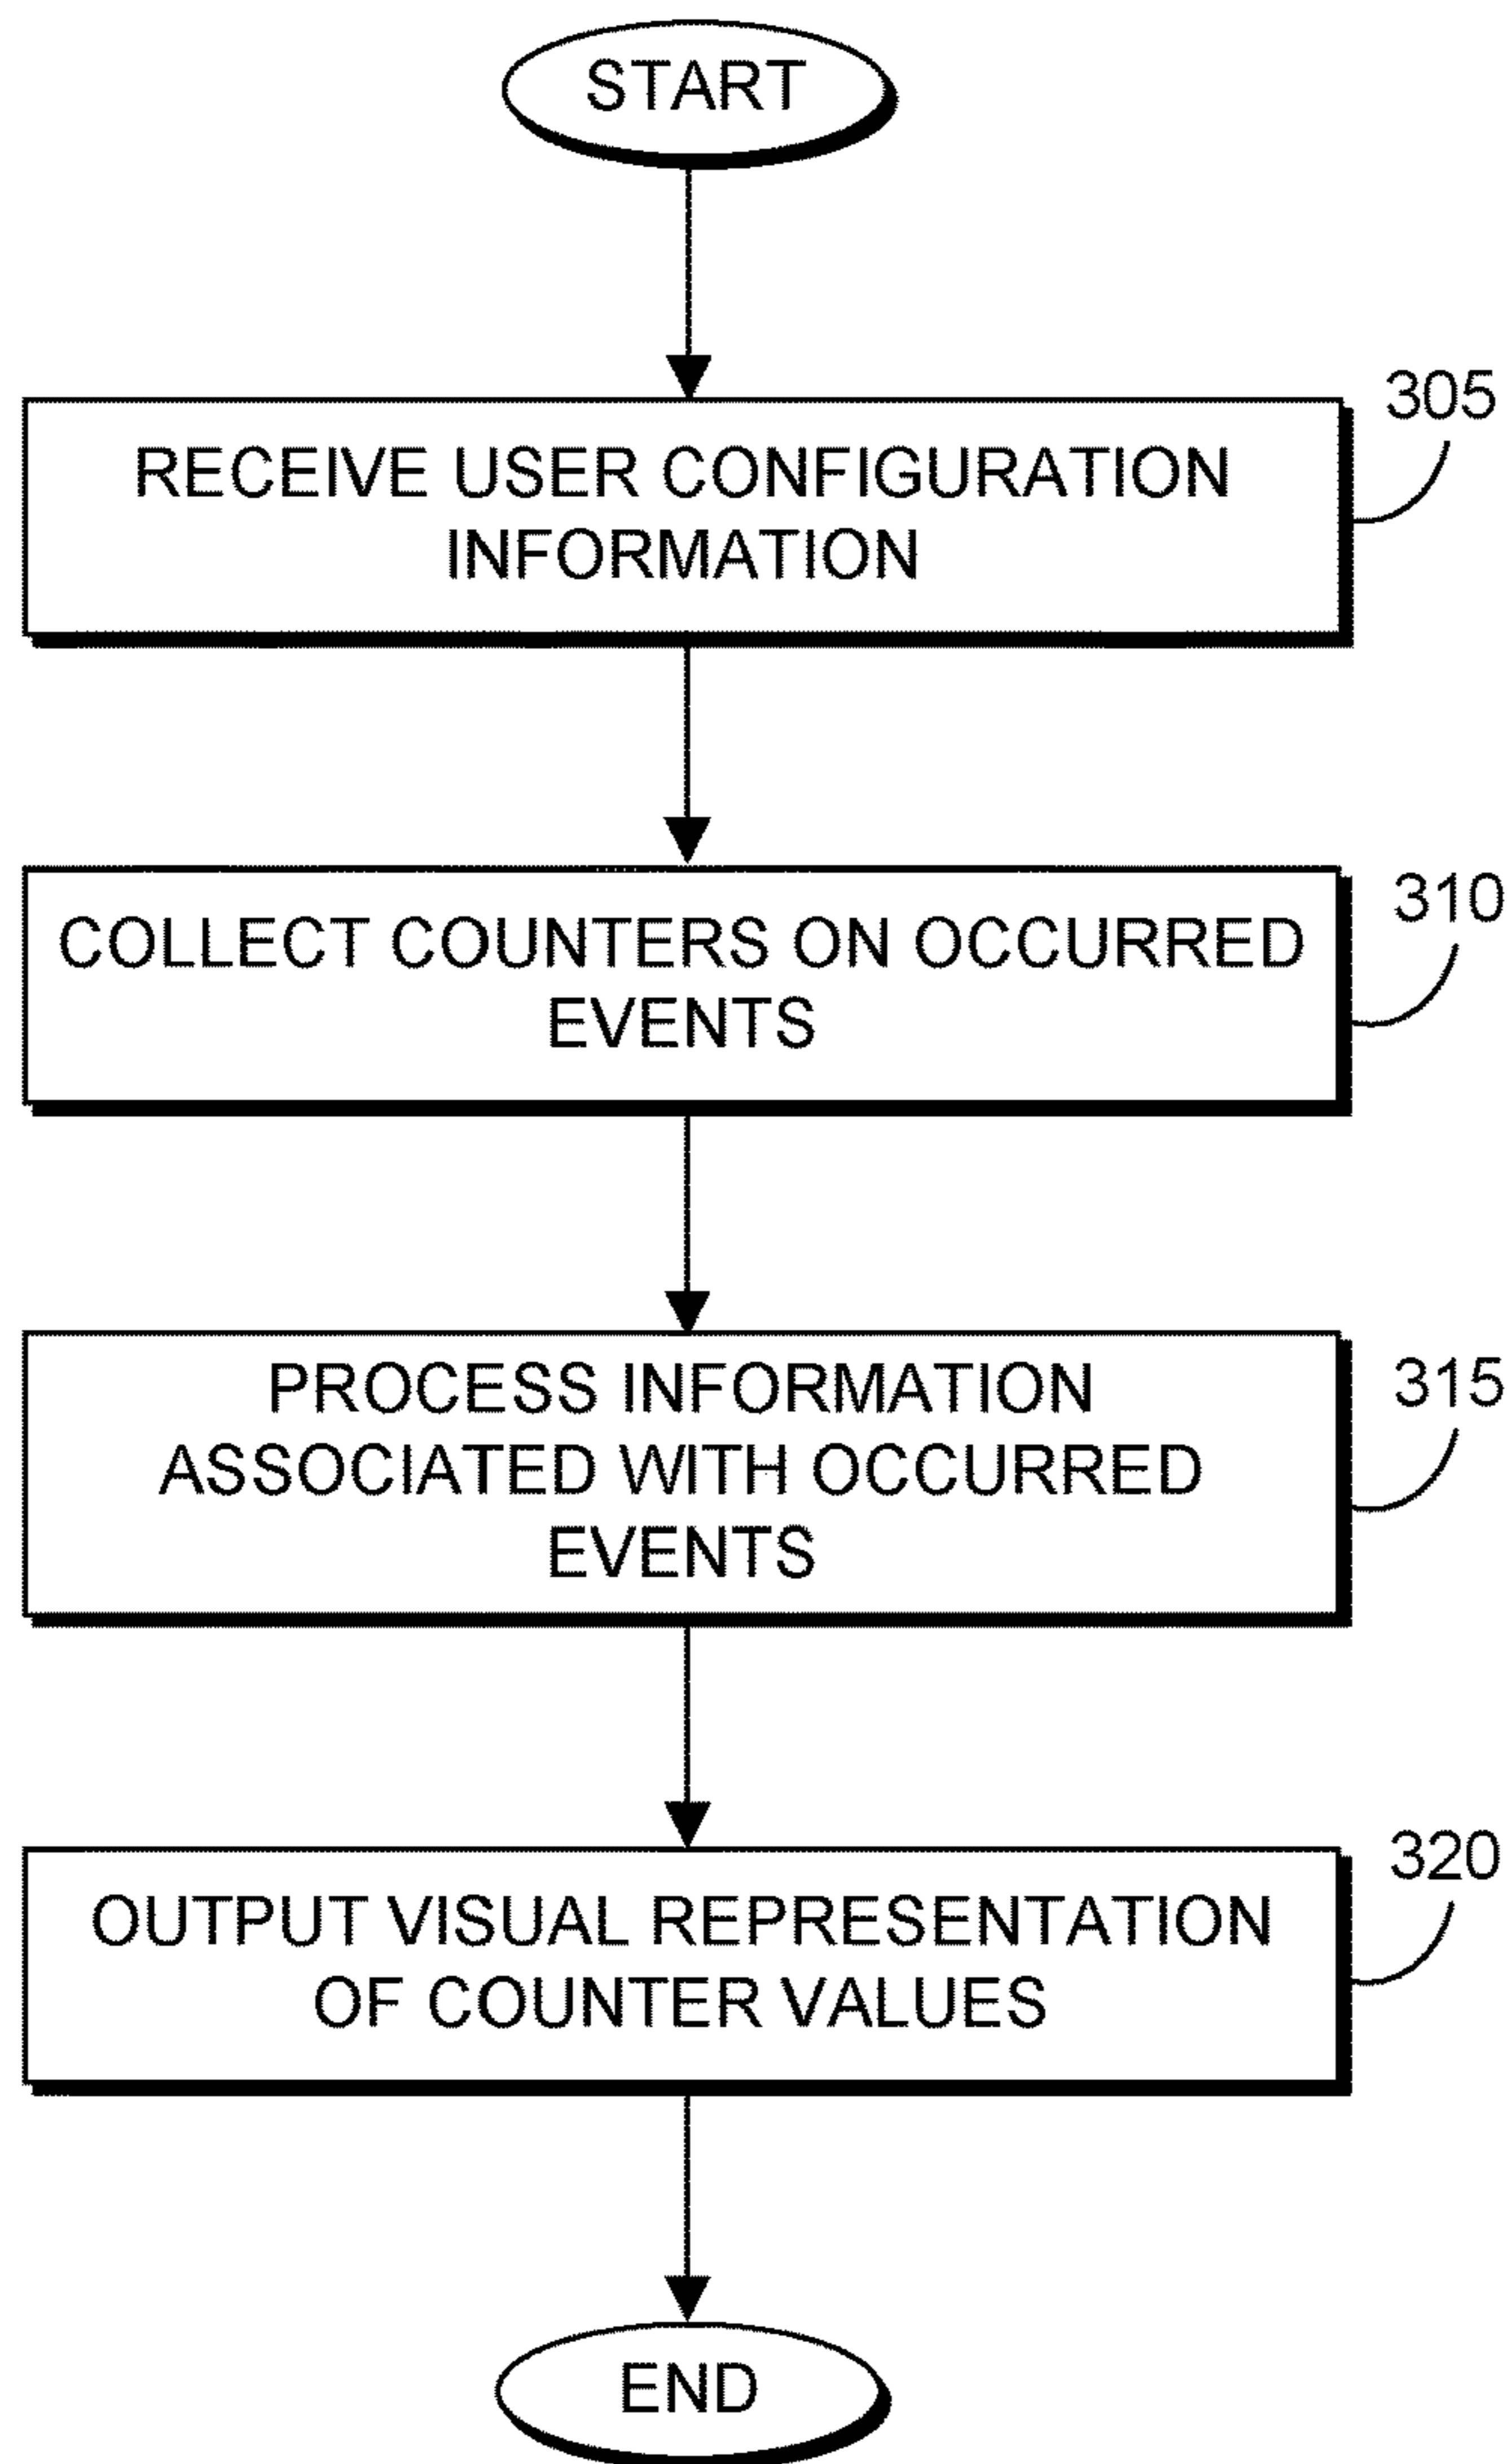 START
305
RECEIVE USER CONFIGURATION
INFORMATION
310
COLLECT COUNTERS ON OCCURRED
EVENTS
315
PROCESS INFORMATION
ASSOCIATED WITH OCCURRED
EVENTS
320
OUTPUT VISUAL REPRESENTATION
OF COUNTER VALUES
END